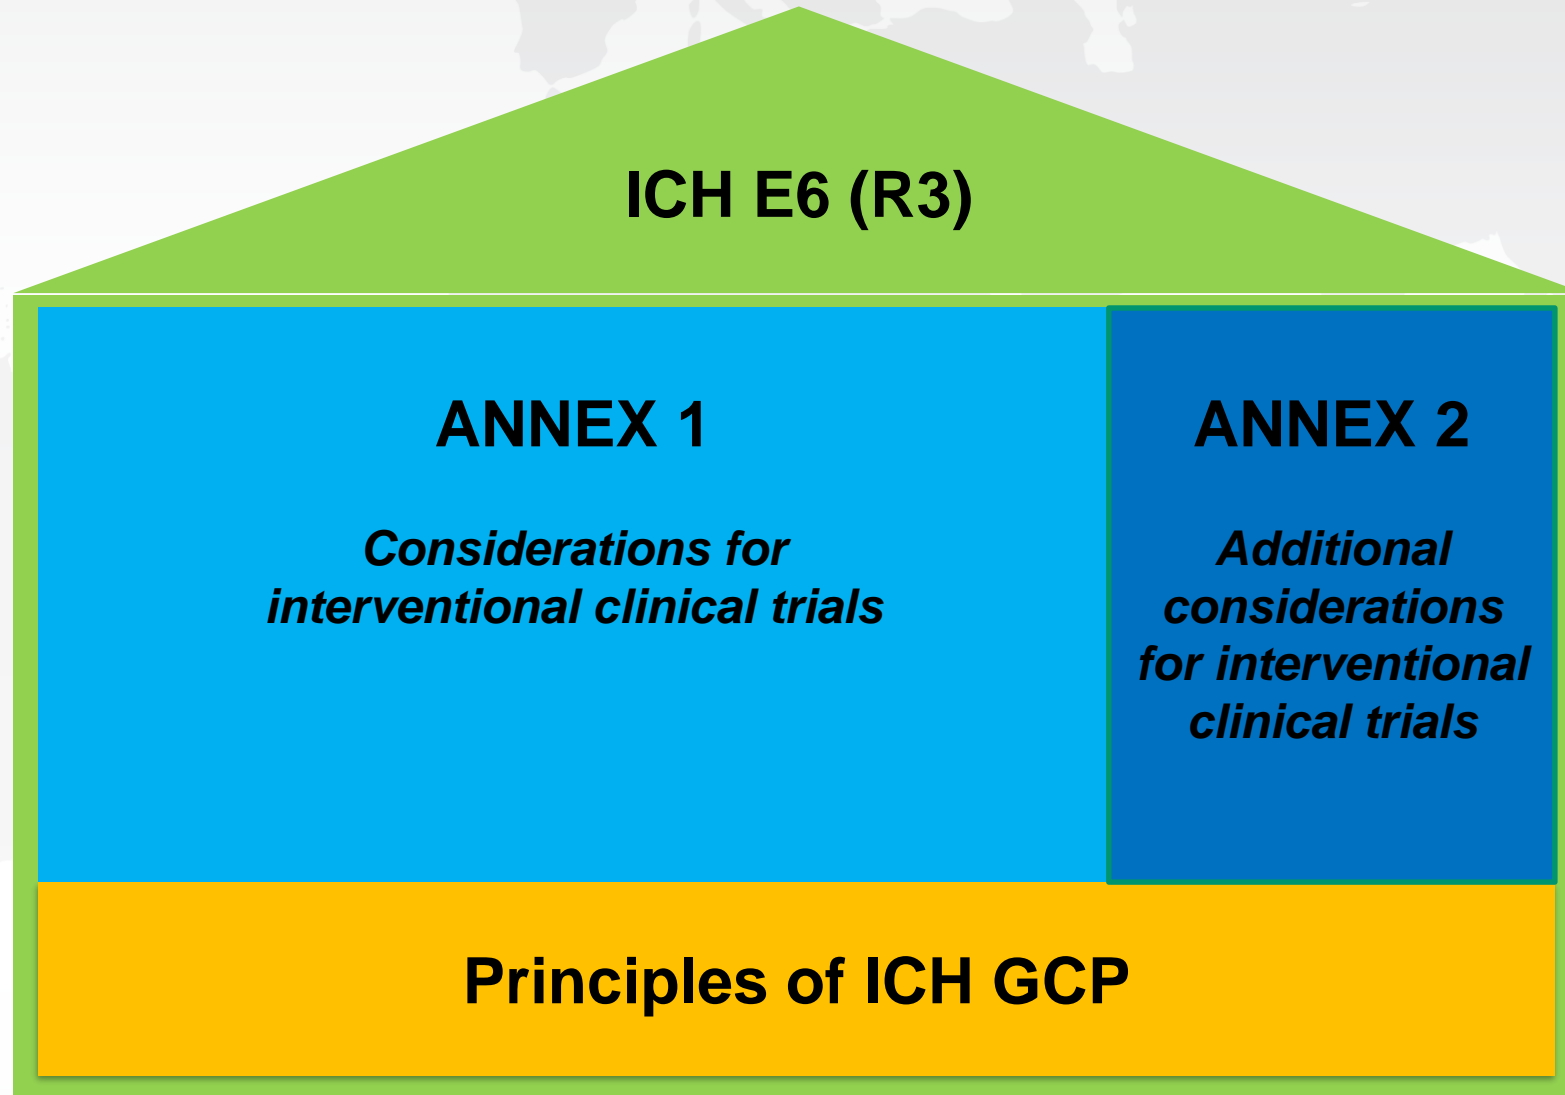 ICH E6 (R3)
ANNEX 1
Considerations for
interventional clinical trials
ANNEX 2
Additional
considerations
for interventional
clinical trials
Principles of ICH GCP